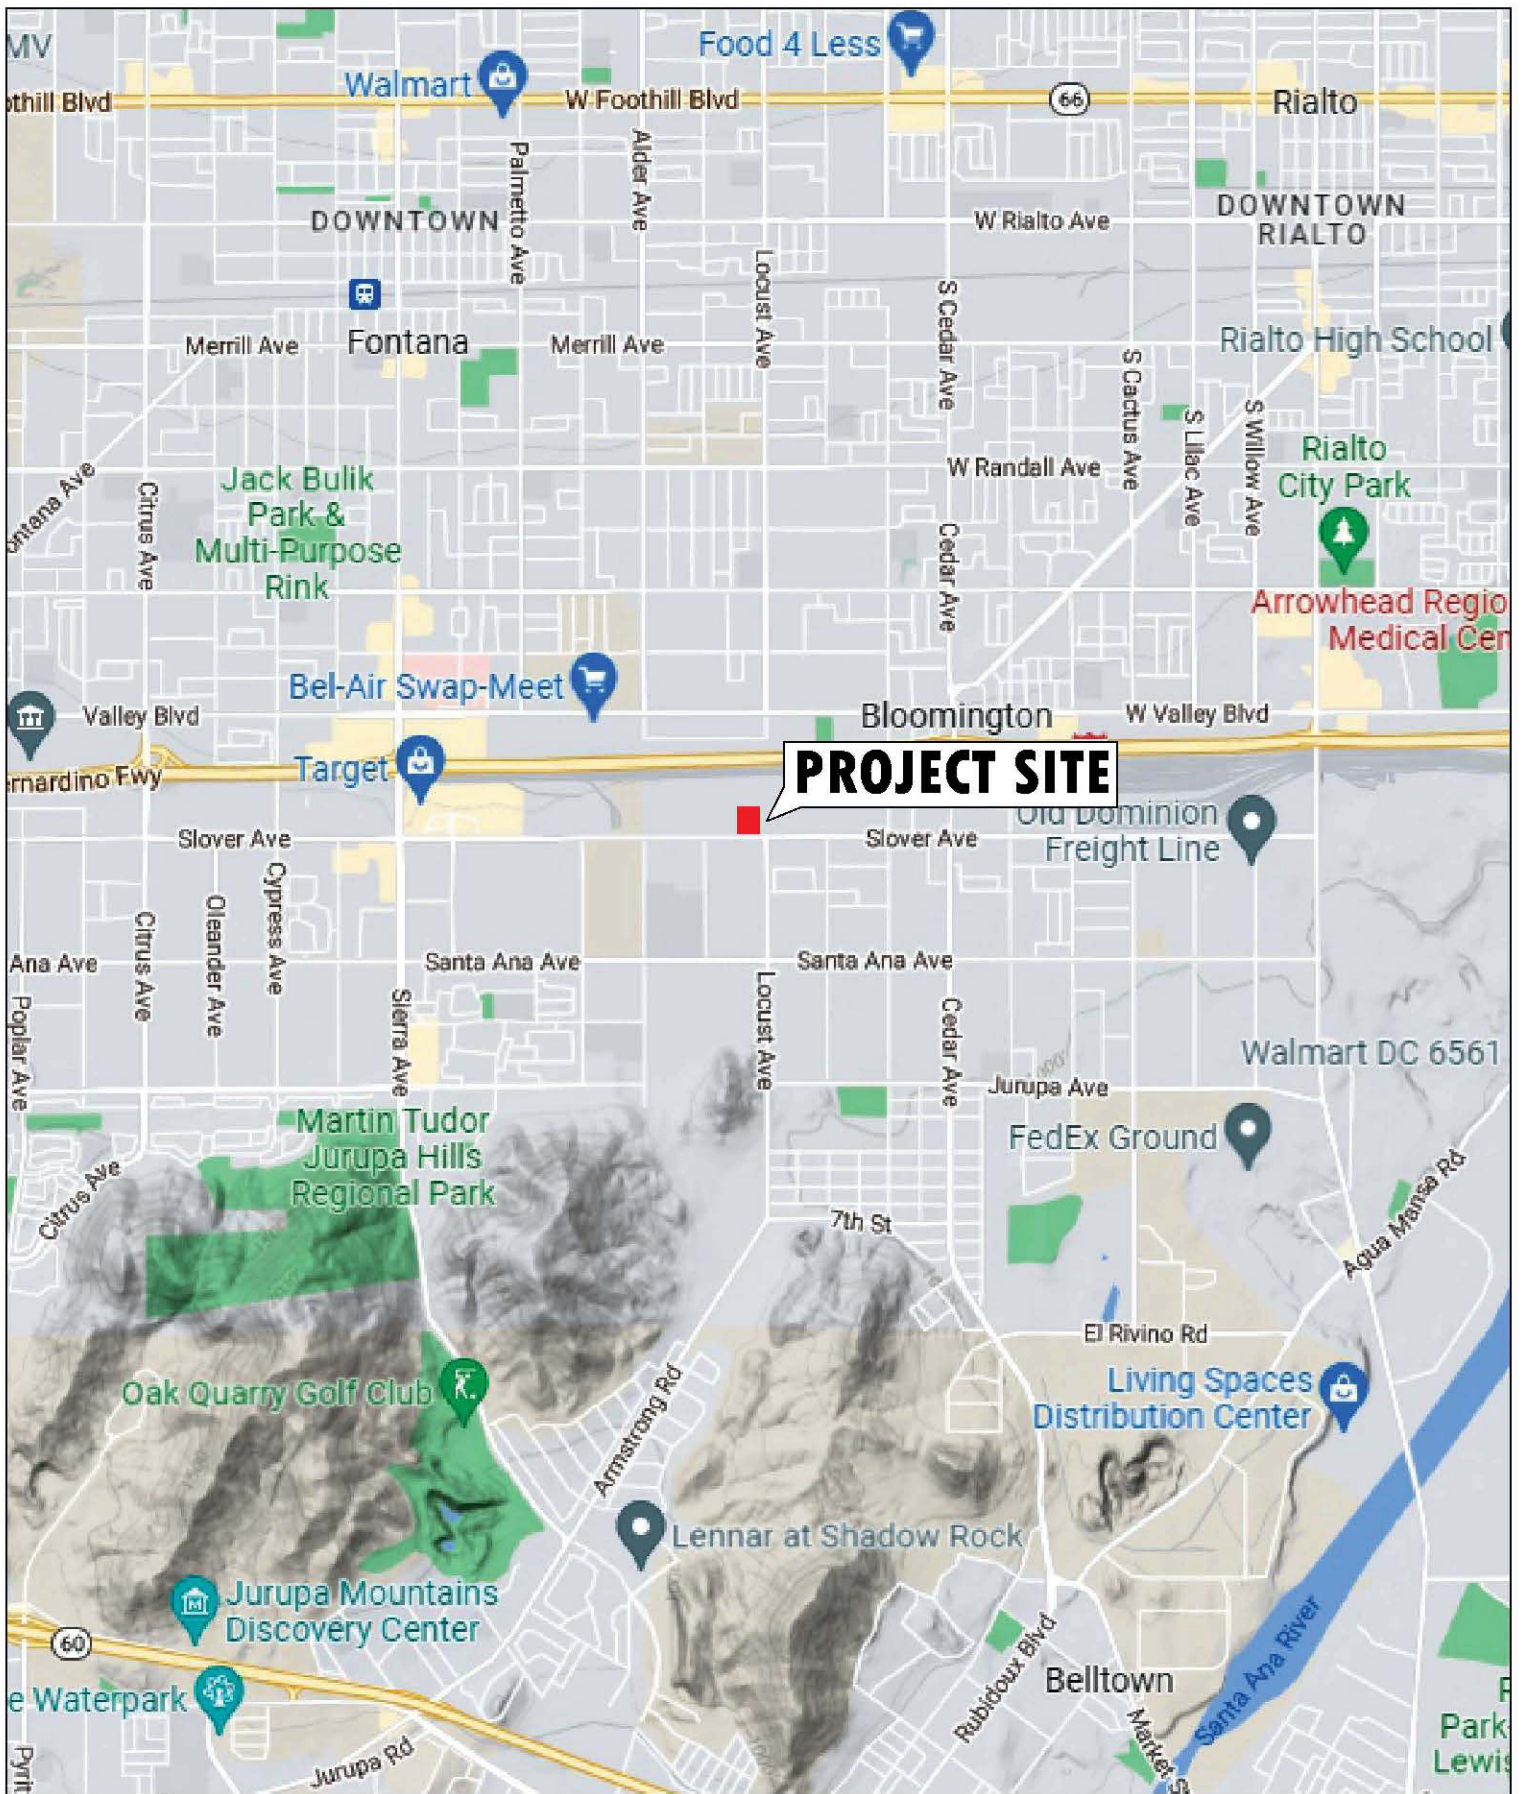 MV
Food 4 Less
Walmart
othill Blvd
W Foothill Blvd
66
Rialto
Palmetto Ave
Alder Ave
DOWNTOWN
W Rialto Ave
DOWNTOWN
RIALTO
Locust Ave
S Cedar Ave
Merrill Ave
Fontana
Merrill Ave
Rialto High School
S Cactus Ave
S Lilac Ave
S Willow Ave
Rialto
City Park
W Randall Ave
ontana Ave
Citrus Ave
Jack Bulik
Park &
Multi-Purpose
Rink
Cedar Ave
Arrowhead Regio
Medical Cen
Bel-Air Swap-Meet
Valley Blvd
Bloomington
W Valley Blvd
ernardino Fwy
Target
PROJECT SITE
Old Dominion
Freight Line
Slover Ave
Slover Ave
Cypress Ave
Oleander Ave
Citrus Ave
Ana Ave
Santa Ana Ave
Santa Ana Ave
Poplar Ave
Sierra Ave
Locust Ave
Cedar Ave
Walmart DC 6561
1,000
Jurupa Ave
Martin Tudor
Jurupa Hills
Regional Park
FedEx Ground
Citrus Ave
7th St
Agua Mansa Rd
El Rivino Rd
Oak Quarry Golf Club
Living Spaces
Distribution Center
Armstrong Rd
Lennar at Shadow Rock
Jurupa Mountains
Discovery Center
60
Santa Ana River
Rubidoux Blvd
Belltown
e Waterpark
Market S
Park
Lewis
Jurupa Rd
Pyrit